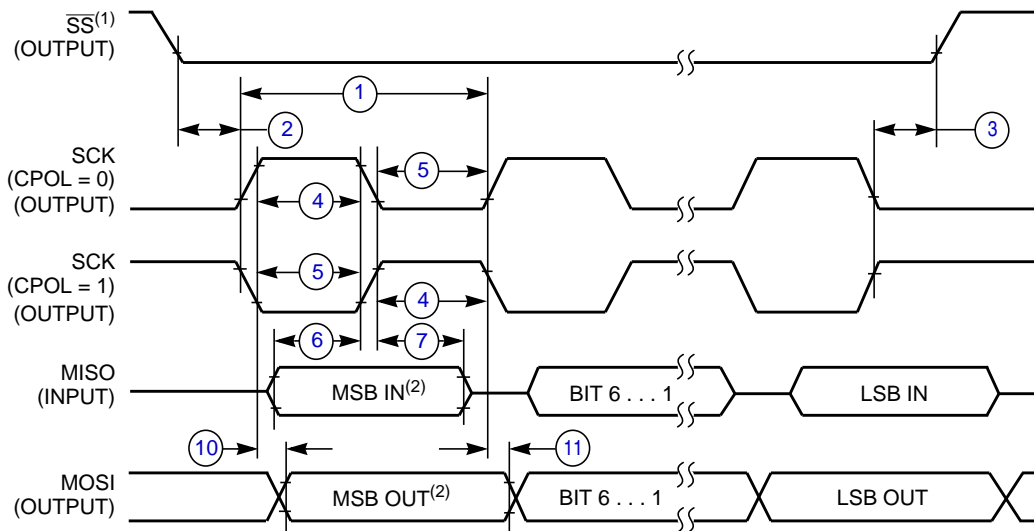 SS(1)
(OUTPUT)
1
2
3
SCK
(CPOL = 0)
(OUTPUT)
5
4
SCK
(CPOL = 1)
(OUTPUT)
5
4
6
7
MISO
(INPUT)
MSB IN(2)
BIT 6 . . . 1
LSB IN
10
11
MOSI
(OUTPUT)
MSB OUT(2)
BIT 6 . . . 1
LSB OUT